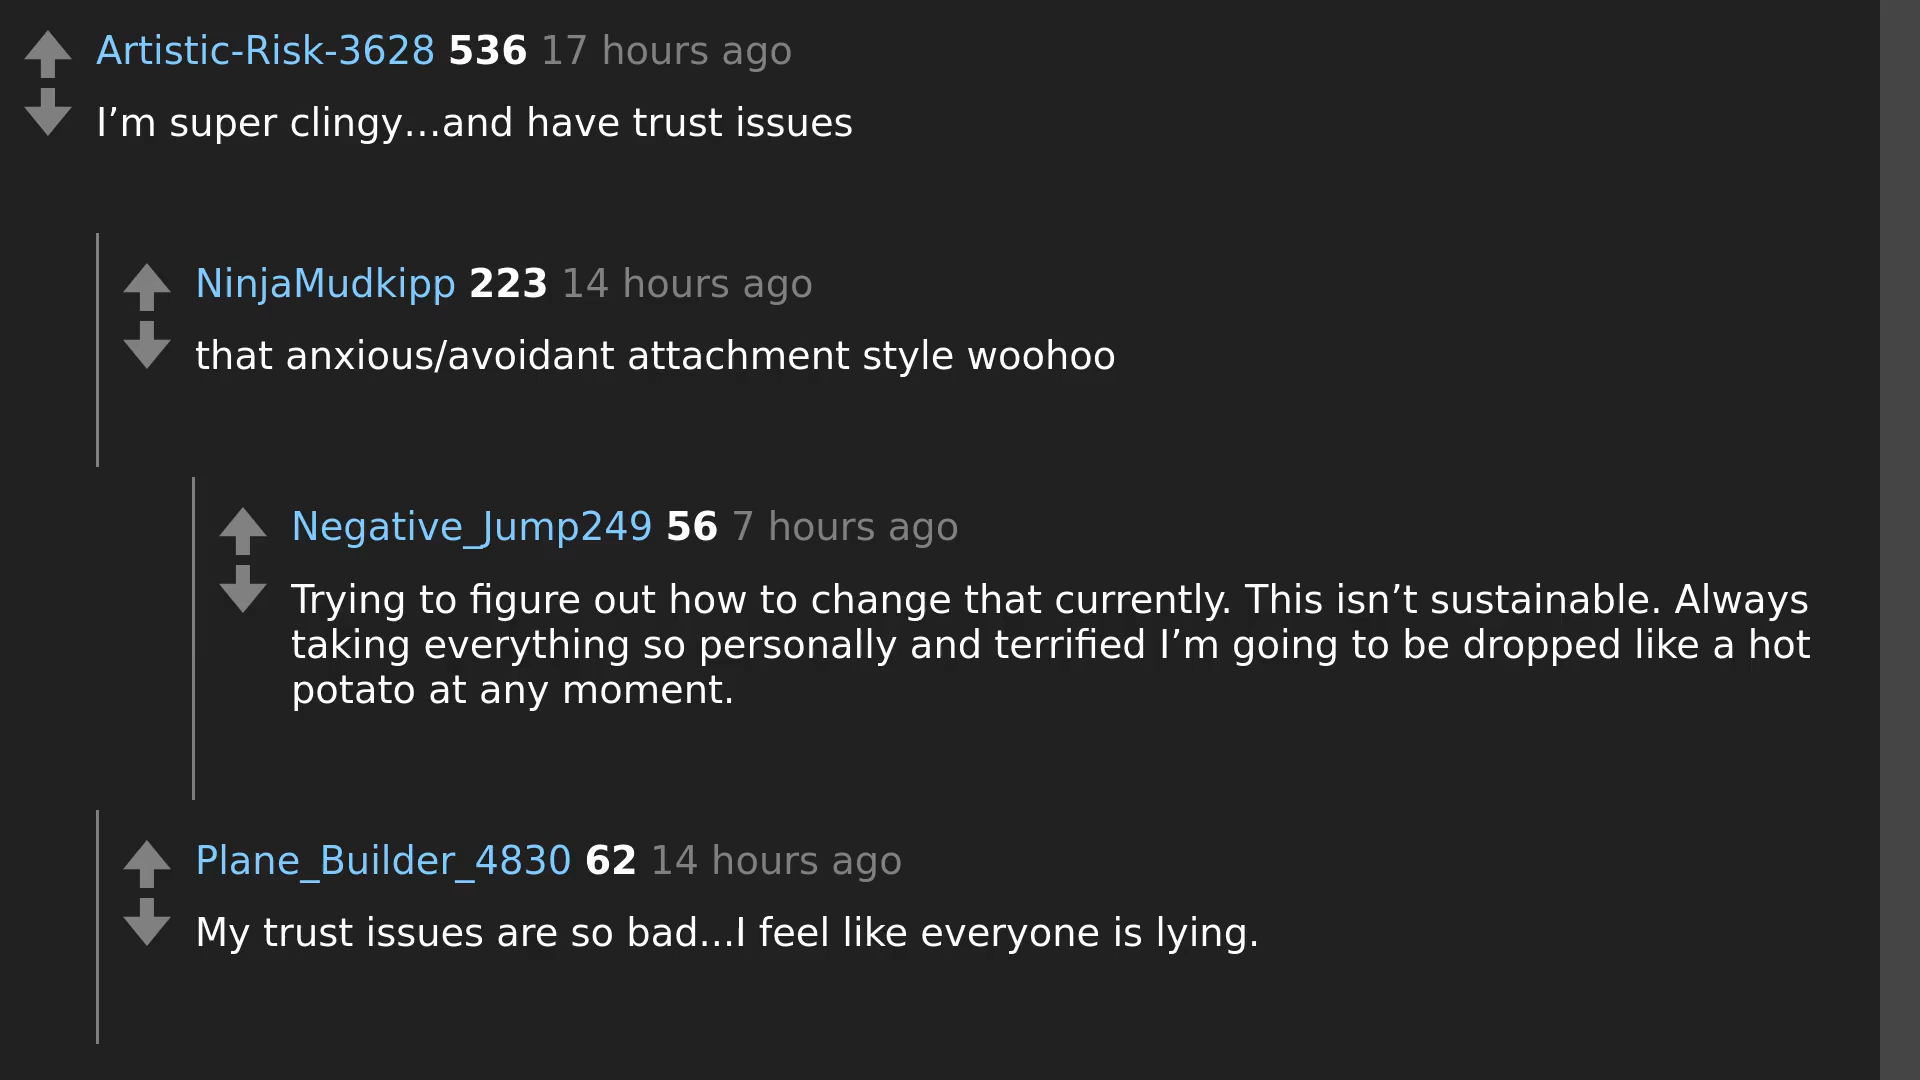 Artistic-Risk-3628 536 17 hours ago
I’m super clingy…and have trust issues
NinjaMudkipp 223 14 hours ago
that anxious/avoidant attachment style woohoo
Negative_Jump249 56 7 hours ago
Trying to figure out how to change that currently. This isn’t sustainable. Always
taking everything so personally and terrified I’m going to be dropped like a hot
potato at any moment.
Plane_Builder_4830 62 14 hours ago
My trust issues are so bad...I feel like everyone is lying.